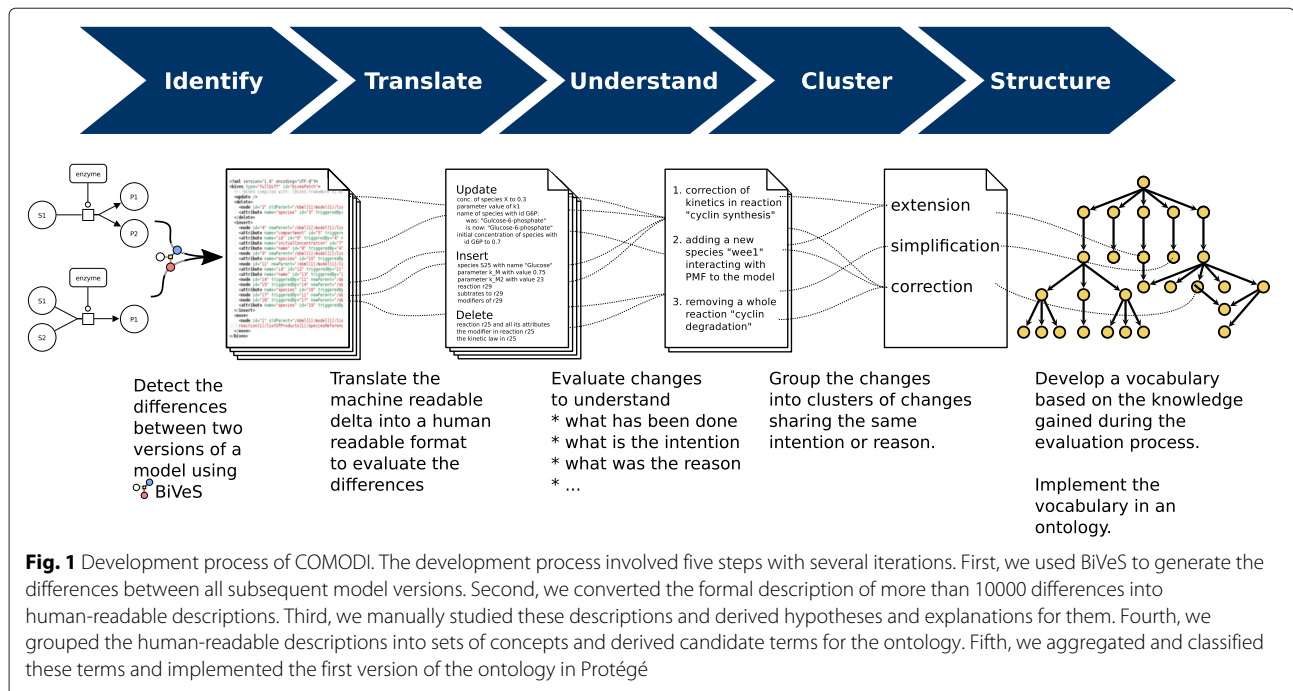 Identify
Translate
Understand
Cluster
Structure
enzyme
S1
P1
P2
enzyme
S1
S2
P1
Update
conc. of species X to 0.3
parameter value of k1
name of species with id G6P:
was: "Gulcose-6-phosphate"
is now: "Glucose-6-phosphate"
initial concentration of species with
id G6P to 0.7
Insert
species S25 with name "Glucose"
parameter k_M with value 0.75
parameter k_M2 with value 23
reaction r29
subtrates to r29
modifiers of r29
Delete
reaction r25 and all its attributes
the modifier in reaction r25
the kinetic law in r25
1. correction of
kinetics in reaction
"cyclin synthesis"
2. adding a new
species "wee1"
interacting with
PMF to the model
3. removing a whole
reaction "cyclin
degradation"
extension
simplification
correction
Detect the
differences
between two
versions of a
model using
BiVeS
Translate the
machine readable
delta into a human
readable format
to evaluate the
differences
Evaluate changes
to understand
* what has been done
* what is the intention
* what was the reason
* ...
Group the changes
into clusters of changes
sharing the same
intention or reason.
Develop a vocabulary
based on the knowledge
gained during the
evaluation process.
Implement the
vocabulary in an
ontology.
Fig. 1 Development process of COMODI. The development process involved five steps with several iterations. First, we used BiVeS to generate the
differences between all subsequent model versions. Second, we converted the formal description of more than 10000 differences into
human-readable descriptions. Third, we manually studied these descriptions and derived hypotheses and explanations for them. Fourth, we
grouped the human-readable descriptions into sets of concepts and derived candidate terms for the ontology. Fifth, we aggregated and classified
these terms and implemented the first version of the ontology in Protégé